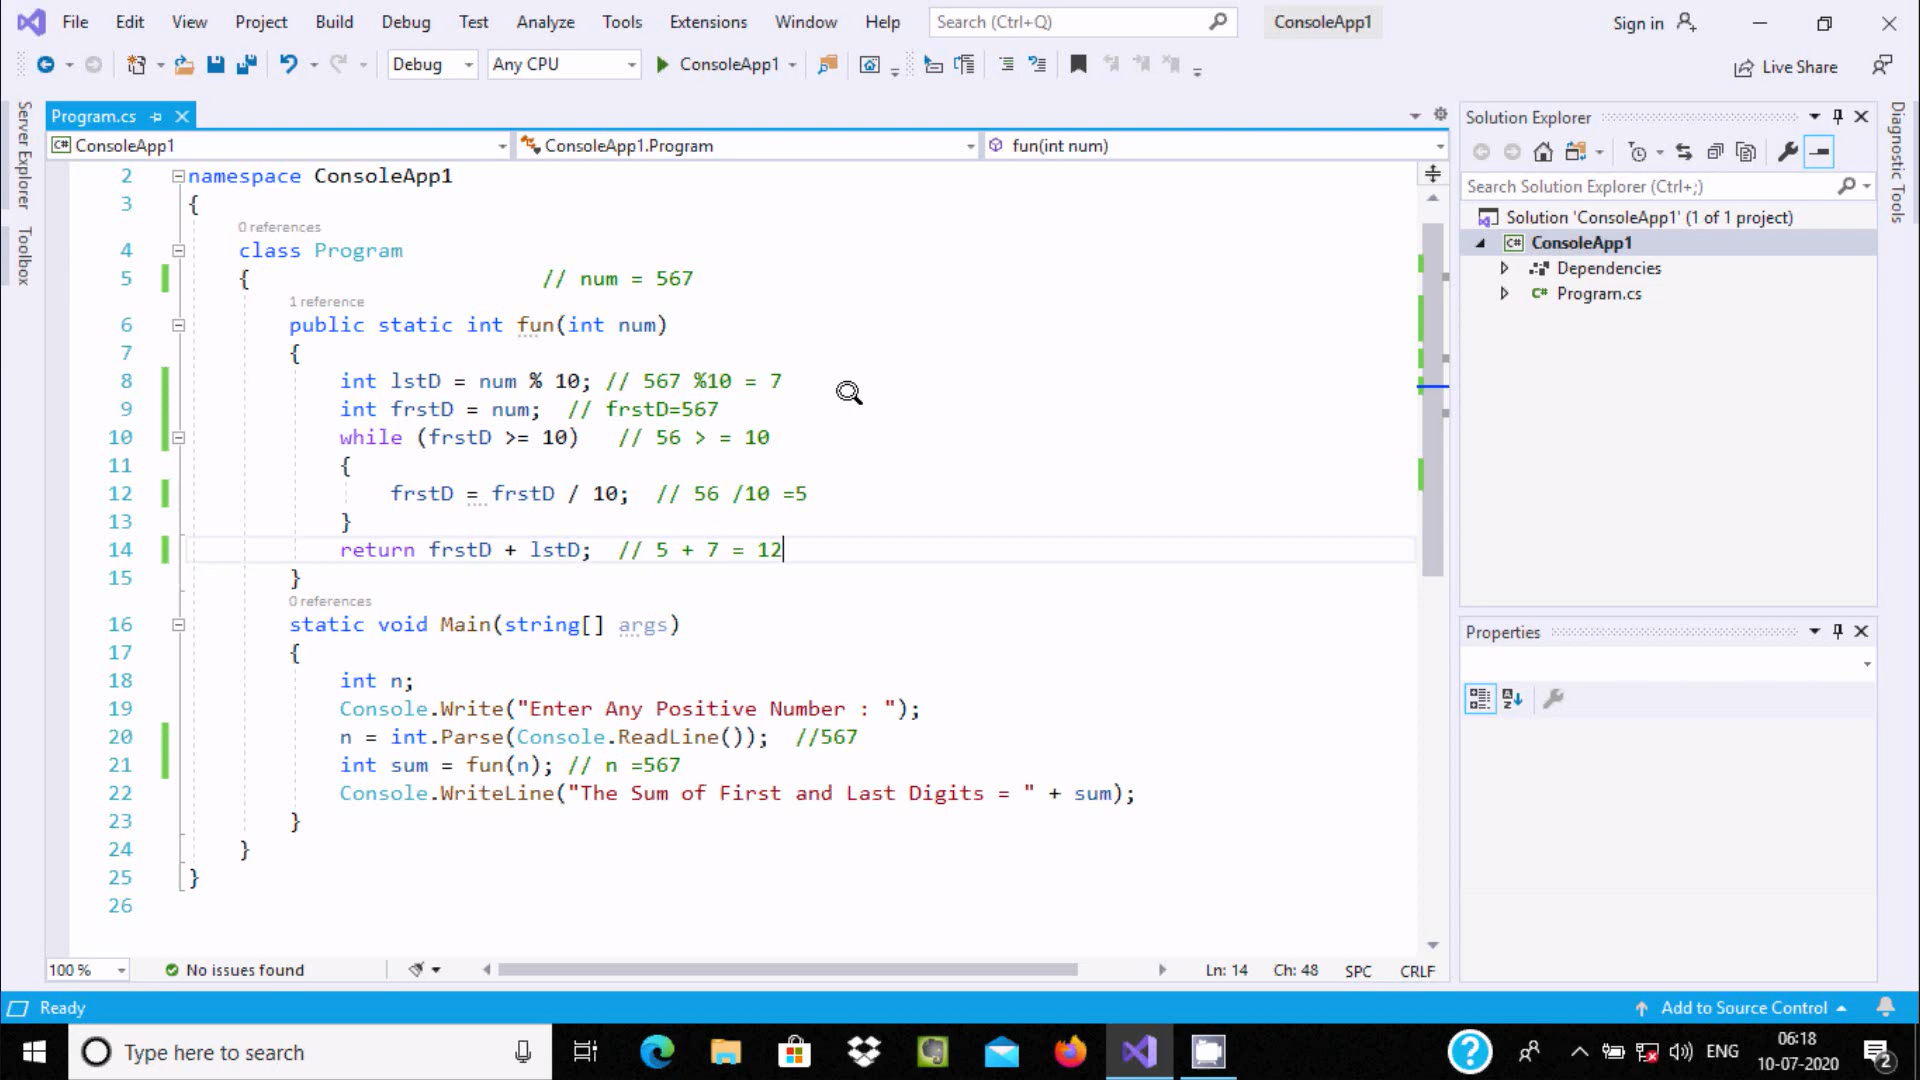 File Edit View Project Build Debug Test Analyze Tools Extensions Window Help Search (Ctrl+Q) ConsoleApp1 Sign in
Debug Any CPU ConsoleApp1 Live Share
Server Explorer
Toolbox
Program.cs
ConsoleApp1 ConsoleApp1.Program fun(int num)
2 namespace ConsoleApp1
3 {
0 references
4 class Program
5 { // num = 567
1 reference
6 public static int fun(int num)
7 {
8 int lstD = num % 10; // 567 %10 = 7
9 int frstD = num; // frstD=567
10 while (frstD >= 10) // 56 > = 10
11 {
12 frstD = frstD / 10; // 56 /10 =5
13 }
14 return frstD + lstD; // 5 + 7 = 12
15 }
0 references
16 static void Main(string[] args)
17 {
18 int n;
19 Console.Write("Enter Any Positive Number : ");
20 n = int.Parse(Console.ReadLine()); //567
21 int sum = fun(n); // n =567
22 Console.WriteLine("The Sum of First and Last Digits = " + sum);
23 }
24 }
25 }
26
100 % No issues found Ln: 14 Ch: 48 SPC CRLF
Solution Explorer
Search Solution Explorer (Ctrl+;)
Solution 'ConsoleApp1' (1 of 1 project)
ConsoleApp1
Dependencies
Program.cs
Properties
Diagnostic Tools
Ready Add to Source Control
Type here to search
ENG
06:18
10-07-2020
2